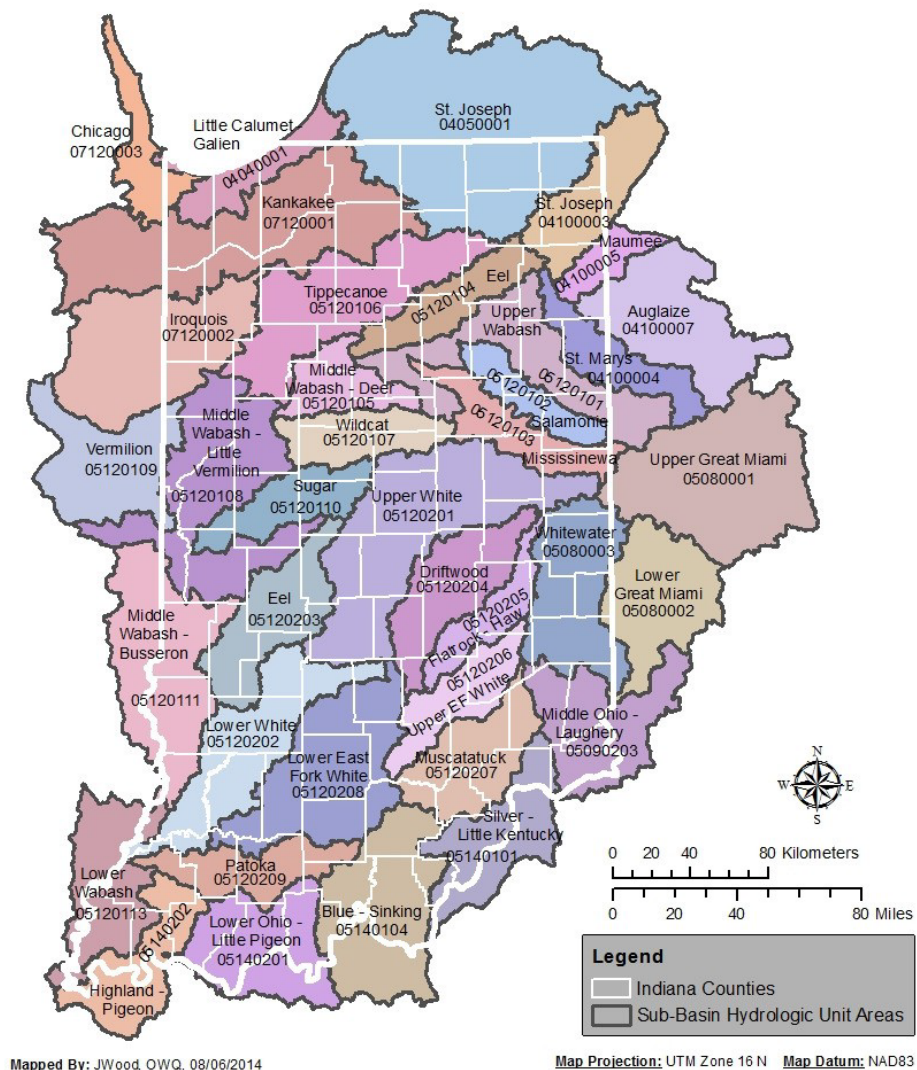 St. Joseph
04050001
Chicago
07120003
Little Calumet
Galien
04040001
Kankakee
07120001
St. Joseph
04100003
Maumee
04100005
Eel
05120104
Tippecanoe
05120106
Upper
Wabash
05120101
Auglaize
04100007
Iroquois
07120002
St. Marys
04100004
Middle
Wabash - Deer
05120105
05120102
Salamonie
05120103
Mississinewa
Wildcat
05120107
Middle
Wabash -
Little
Vermilion
05120108
Vermilion
05120109
Upper Great Miami
05080001
Sugar
05120110
Upper White
05120201
Whitewater
05080003
Driftwood
05120204
Lower
Great Miami
05080002
Eel
05120203
05120205
Flatrock - Haw
Middle
Wabash -
Busseron
05120111
05120206
Upper EF White
Lower White
05120202
Middle Ohio -
Laughery
05090203
Lower East
Fork White
05120208
Muscatatuck
05120207
Silver -
Little Kentucky
05140101
Patoka
05120209
Lower
Wabash
05120113
05140202
Highland -
Pigeon
Lower Ohio -
Little Pigeon
05140201
Blue - Sinking
05140104
N
W E
S
0 20 40 80 Kilometers
0 20 40 80 Miles
Legend
Indiana Counties
Sub-Basin Hydrologic Unit Areas
Mapped By: JWood, OWQ, 08/06/2014
Map Projection: UTM Zone 16 N Map Datum: NAD83